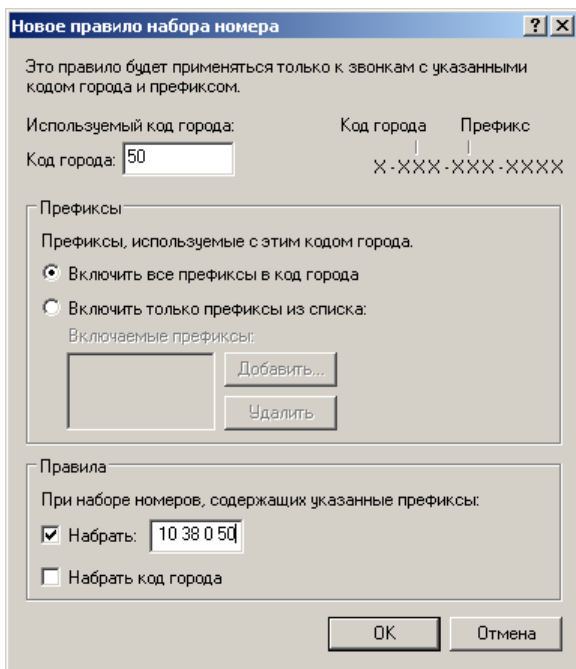 Новое правило набора номера
Это правило будет применяться только к звонкам с указанными
кодом города и префиксом.
Используемый код города:
Код города Префикс
Код города: 50
X-XXX-XXX-XXXX
Префиксы
Префиксы, используемые с этим кодом города.
Включить все префиксы в код города
Включить только префиксы из списка:
Включаемые префиксы:
Добавить...
Удалить
Правила
При наборе номеров, содержащих указанные префиксы:
Набрать: 10 38 0 50
Набрать код города
OK Отмена